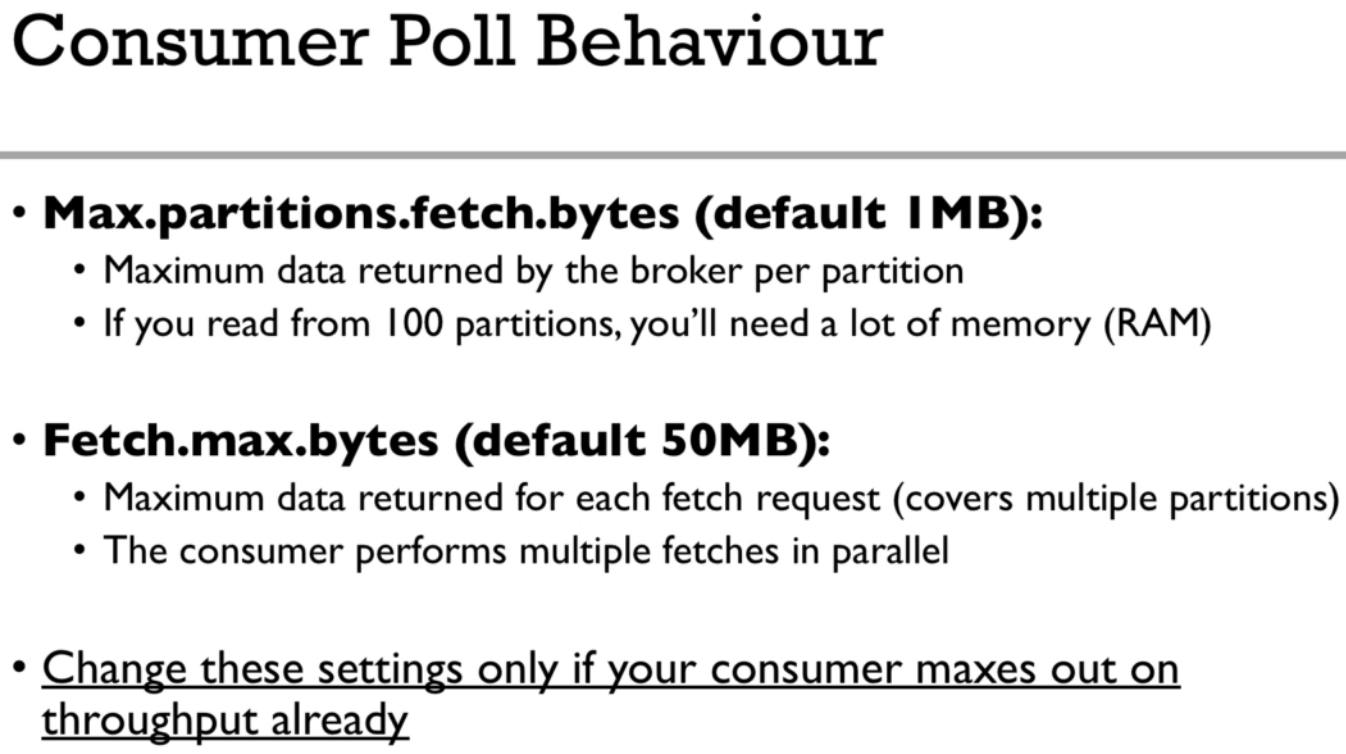 Consumer Poll Behaviour
• Max.partitions.fetch.bytes (default 1MB):
• Maximum data returned by the broker per partition
• If you read from 100 partitions, you'll need a lot of memory (RAM)
• Fetch.max.bytes (default 50MB):
• Maximum data returned for each fetch request (covers multiple partitions)
• The consumer performs multiple fetches in parallel
• Change these settings only if your consumer maxes out on
throughput already